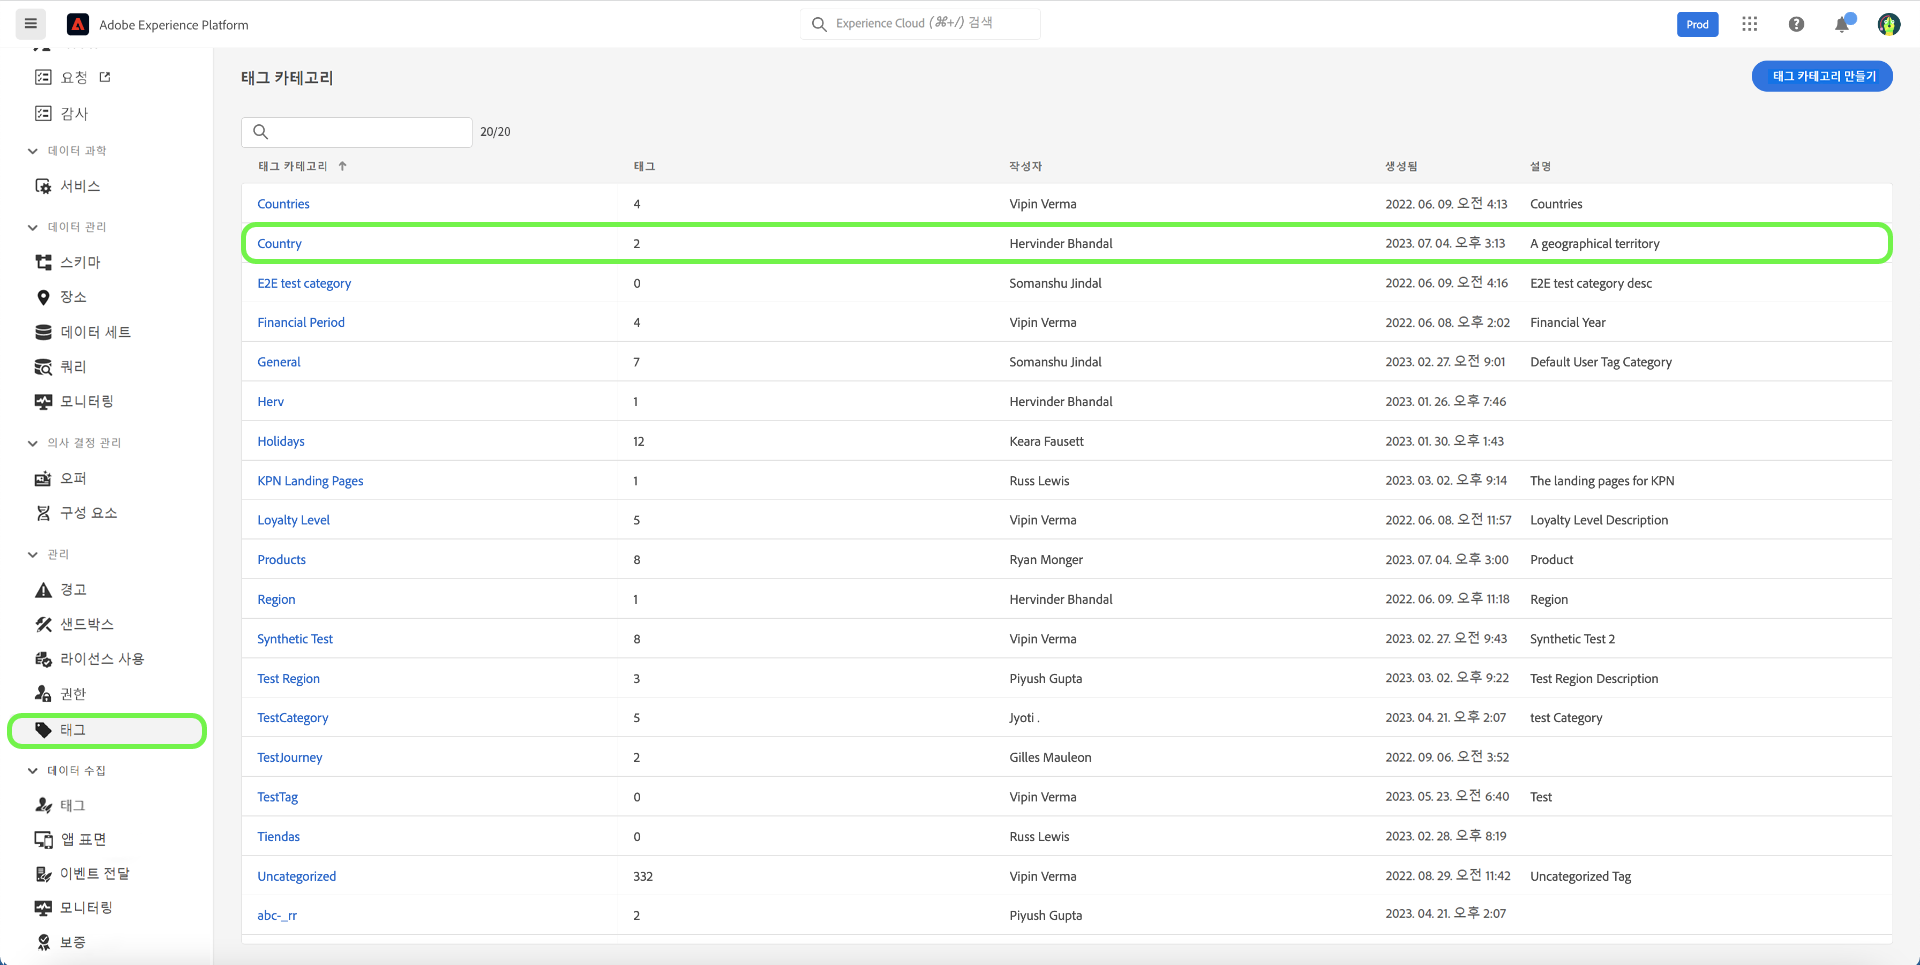 Adobe Experience Platform
Experience Cloud (⌘+/) 검색
Prod
요청
감사
데이터 과학
서비스
데이터 관리
스키마
장소
데이터 세트
쿼리
모니터링
의사 결정 관리
오퍼
구성 요소
관리
경고
샌드박스
라이선스 사용
권한
태그
데이터 수집
태그
앱 표면
이벤트 전달
모니터링
보증
태그 카테고리
태그 카테고리 만들기
20/20
태그 카테고리 ↑ 태그 작성자 생성됨 설명
Countries 4 Vipin Verma 2022. 06. 09. 오전 4:13 Countries
Country 2 Hervinder Bhandal 2023. 07. 04. 오후 3:13 A geographical territory
E2E test category 0 Somanshu Jindal 2022. 06. 09. 오전 4:16 E2E test category desc
Financial Period 4 Vipin Verma 2022. 06. 08. 오후 2:02 Financial Year
General 7 Somanshu Jindal 2023. 02. 27. 오전 9:01 Default User Tag Category
Herv 1 Hervinder Bhandal 2023. 01. 26. 오후 7:46
Holidays 12 Keara Fausett 2023. 01. 30. 오후 1:43
KPN Landing Pages 1 Russ Lewis 2023. 03. 02. 오후 9:14 The landing pages for KPN
Loyalty Level 5 Vipin Verma 2022. 06. 08. 오전 11:57 Loyalty Level Description
Products 8 Ryan Monger 2023. 07. 04. 오후 3:00 Product
Region 1 Hervinder Bhandal 2022. 06. 09. 오후 11:18 Region
Synthetic Test 8 Vipin Verma 2023. 02. 27. 오전 9:43 Synthetic Test 2
Test Region 3 Piyush Gupta 2023. 03. 02. 오후 9:22 Test Region Description
TestCategory 5 Jyoti . 2023. 04. 21. 오후 2:07 test Category
TestJourney 2 Gilles Mauleon 2022. 09. 06. 오전 3:52
TestTag 0 Vipin Verma 2023. 05. 23. 오전 6:40 Test
Tiendas 0 Russ Lewis 2023. 02. 28. 오후 8:19
Uncategorized 332 Vipin Verma 2022. 08. 29. 오전 11:42 Uncategorized Tag
abc-_rr 2 Piyush Gupta 2023. 04. 21. 오후 2:07